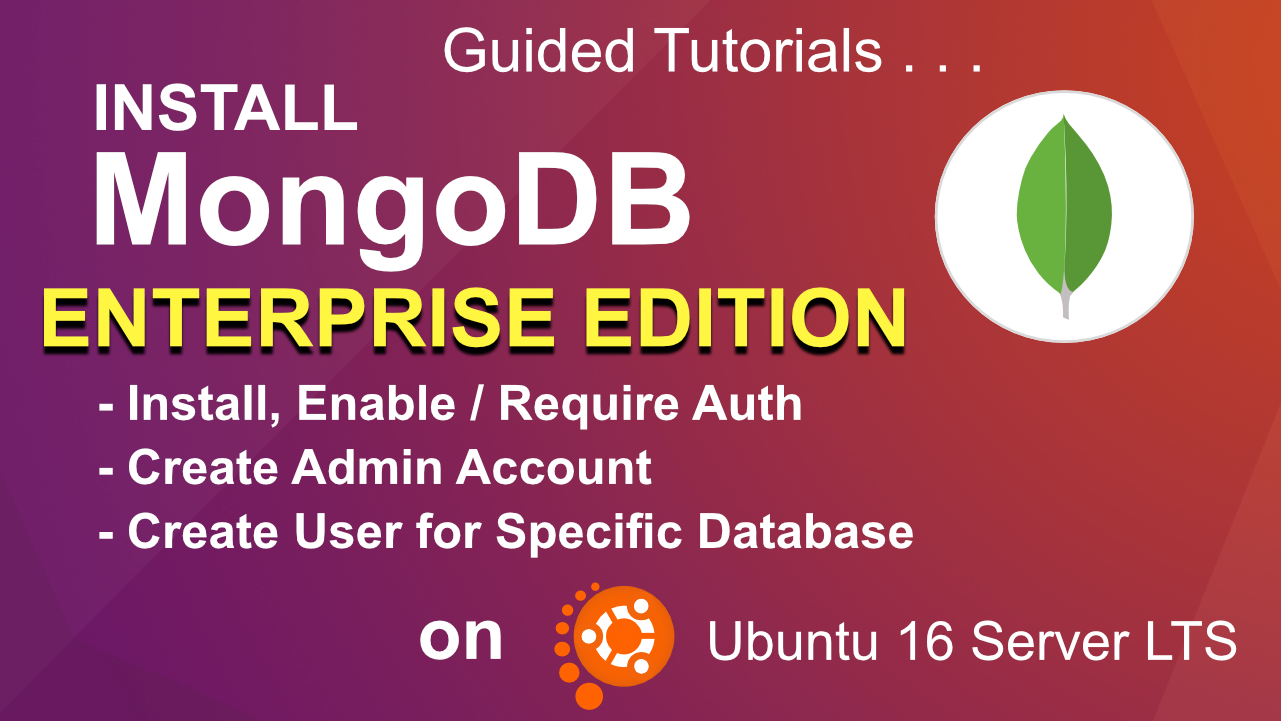 Guided Tutorials . . .
INSTALL
MongoDB
ENTERPRISE EDITION
- Install, Enable / Require Auth
- Create Admin Account
- Create User for Specific Database
on Ubuntu 16 Server LTS